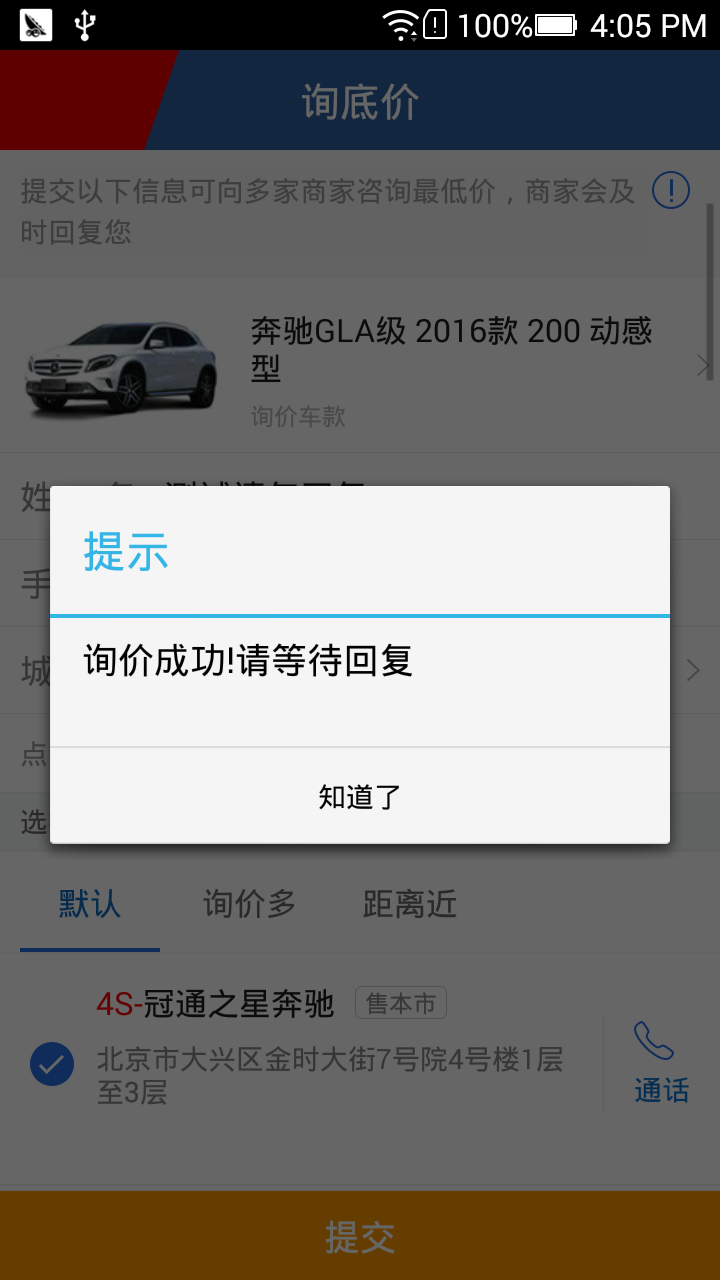 100% 4:05 PM
询底价
提交以下信息可向多家商家咨询最低价，商家会及
时回复您
奔驰GLA级 2016款 200 动感
型
询价车款
姓
提示
手
询价成功!请等待回复
城
点
知道了
选
默认 询价多 距离近
4S-冠通之星奔驰 售本市
北京市大兴区金时大街7号院4号楼1层
至3层
通话
提交